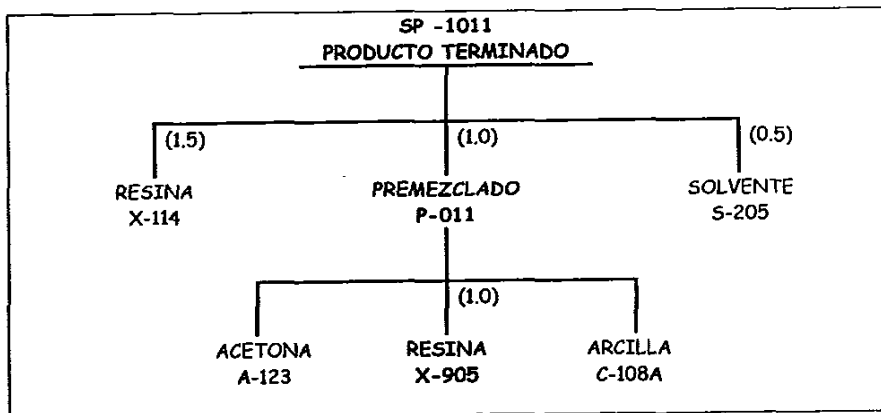 SP -1011
PRODUCTO TERMINADO
(1.5)
(1.0)
(0.5)
RESINA
X-114
PREMEZCLADO
P-011
SOLVENTE
S-205
(1.0)
ACETONA
A-123
RESINA
X-905
ARCILLA
C-108A